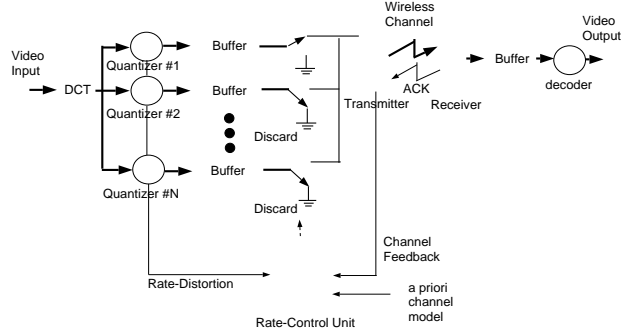 Wireless
Channel
Video
Output
Video
Input
DCT
Quantizer #1
Buffer
Quantizer #2
Buffer
Discard
Transmitter
ACK
Receiver
Buffer
decoder
Quantizer #N
Buffer
Discard
Rate-Distortion
Channel
Feedback
a priori
channel
model
Rate-Control Unit